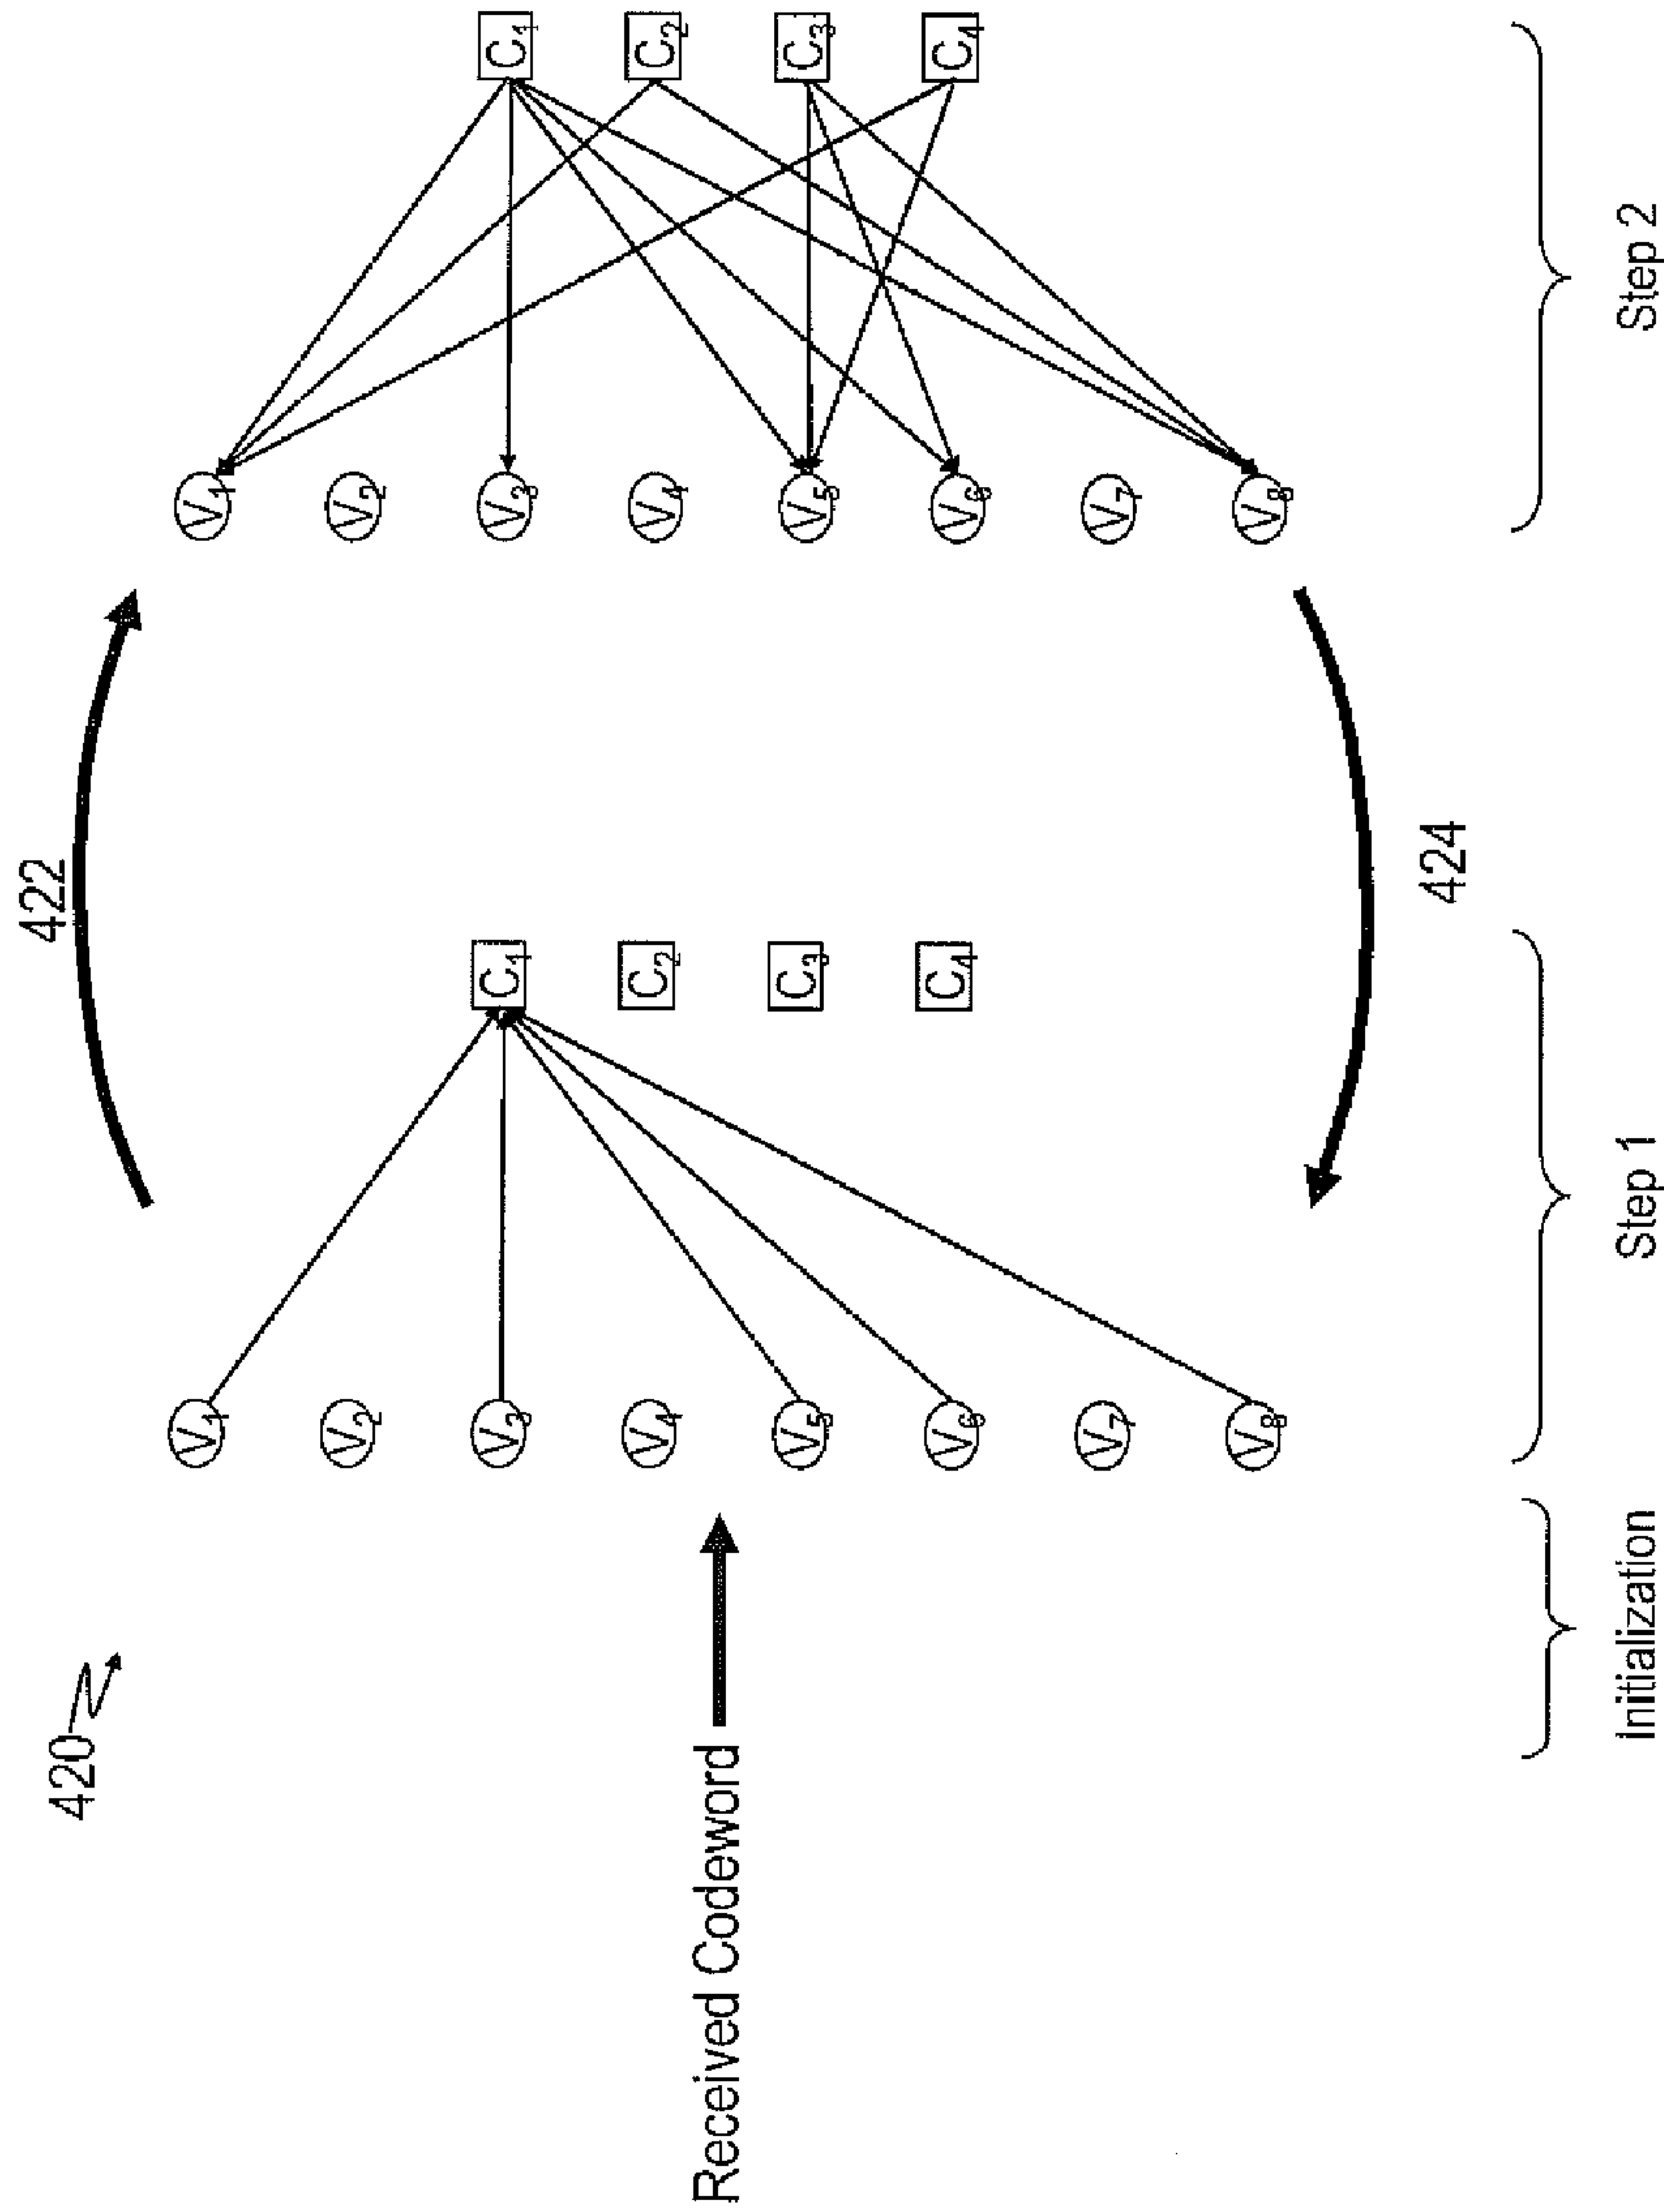 420
422
Received Codeword
V1
V2
V3
V4
V5
V6
V7
V8
C1
C2
C3
C4
V1
V2
V3
V4
V5
V6
V7
V8
C1
C2
C3
C4
424
Initialization
Step 1
Step 2